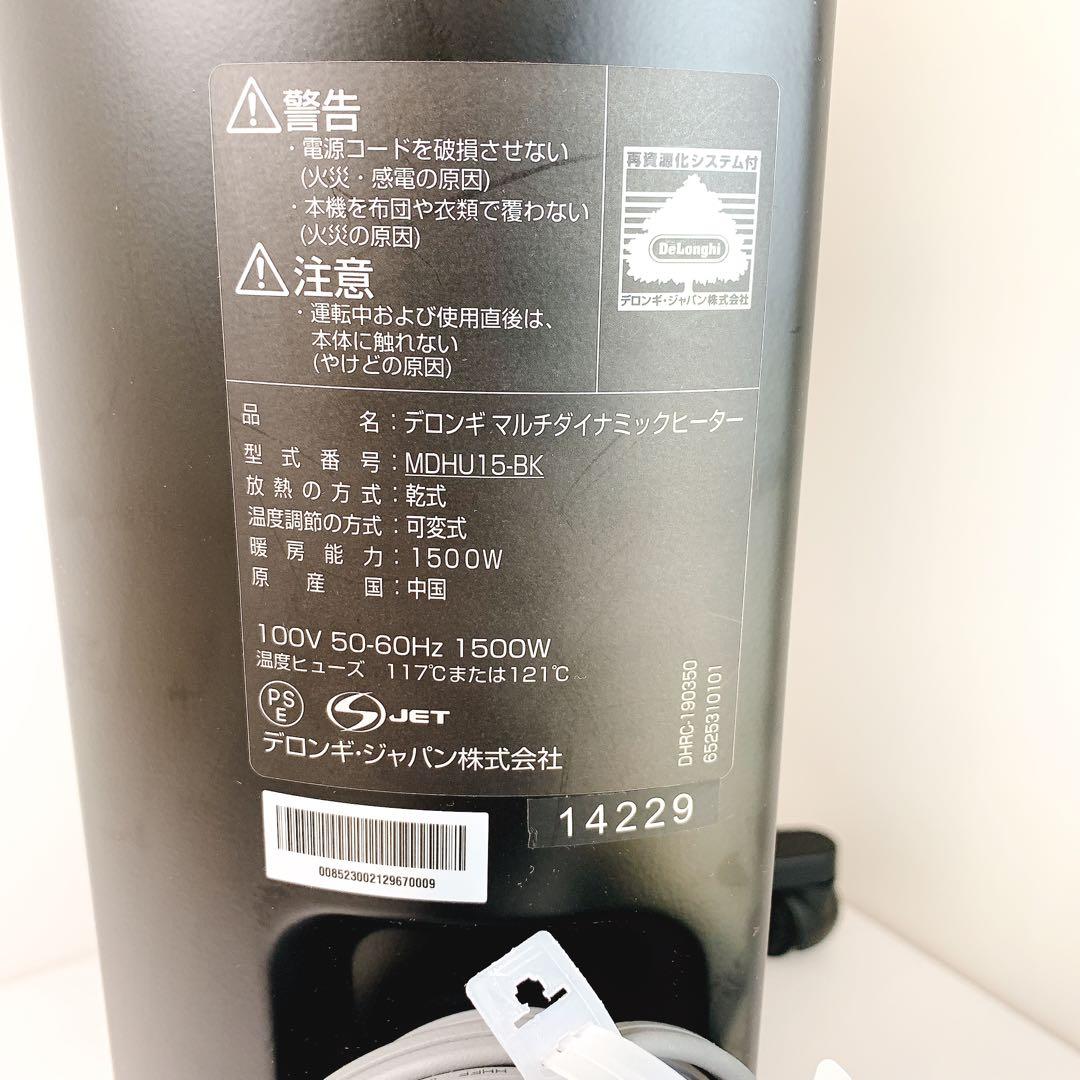 警告
・電源コードを破損させない
(火災・感電の原因)
・本機を布団や衣類で覆わない
(火災の原因)
注意
・運転中および使用直後は、
本体に触れない
(やけどの原因)
再資源化システム付
DeLonghi
デロンギ・ジャパン株式会社
品名：デロンギ マルチダイナミックヒーター
型式番号：MDHU15-BK
放熱の方式：乾式
温度調節の方式：可変式
暖房能力：1500W
原産国：中国
100V 50-60Hz 1500W
温度ヒューズ 117℃または121℃
PSE
JET
デロンギ・ジャパン株式会社
DHRC-190350
6525310101
14229
008523002129670009